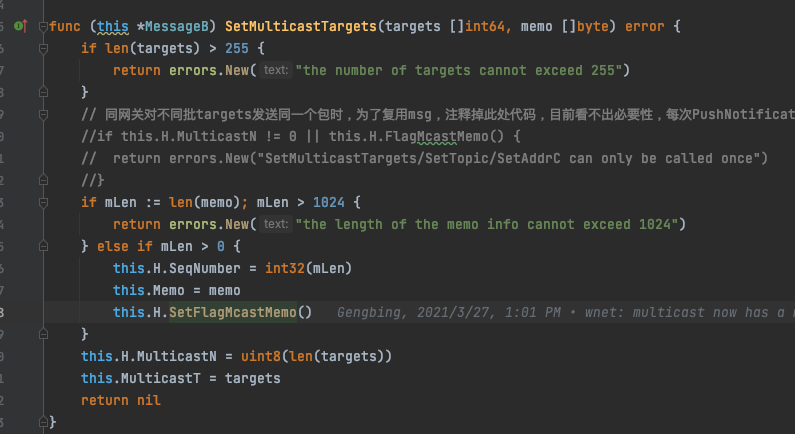 func (this *MessageB) SetMulticastTargets(targets []int64, memo []byte) error {
if len(targets) > 255 {
return errors.New( text: "the number of targets cannot exceed 255")
}
// 同网关对不同批targets发送同一个包时，为了复用msg，注释掉此处代码，目前看不出必要性，每次PushNotificat
//if this.H.MulticastN != 0 || this.H.FlagMcastMemo() {
//  return errors.New("SetMulticastTargets/SetTopic/SetAddrC can only be called once")
//}
if mLen := len(memo); mLen > 1024 {
return errors.New( text: "the length of the memo info cannot exceed 1024")
} else if mLen > 0 {
this.H.SeqNumber = int32(mLen)
this.Memo = memo
this.H.SetFlagMcastMemo() Gengbing, 2021/3/27, 1:01 PM • wnet: multicast now has a
}
this.H.MulticastN = uint8(len(targets))
this.MulticastT = targets
return nil
}